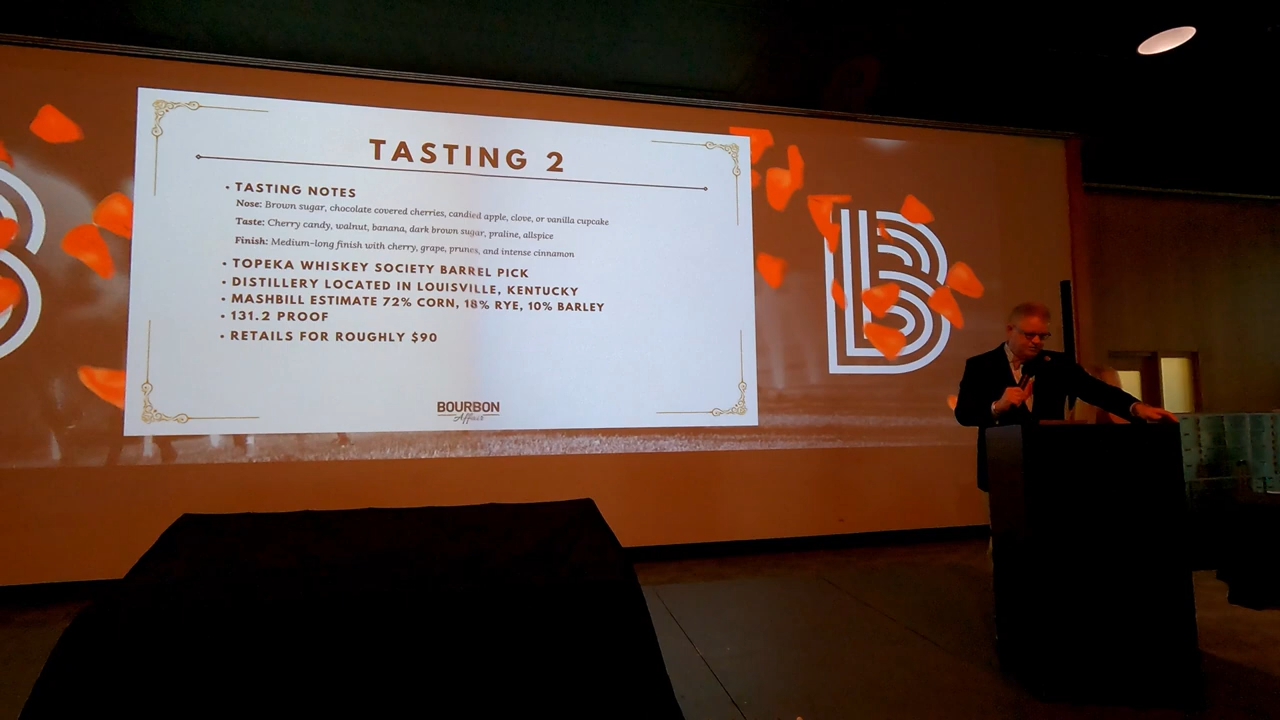 TASTING 2
• TASTING NOTES
Nose: Brown sugar, chocolate covered cherries, candied apple, clove, or vanilla cupcake
Taste: Cherry candy, walnut, banana, dark brown sugar, praline, allspice
Finish: Medium-long finish with cherry, grape, prunes, and intense cinnamon
• TOPEKA WHISKEY SOCIETY BARREL PICK
• DISTILLERY LOCATED IN LOUISVILLE, KENTUCKY
• MASHBILL ESTIMATE 72% CORN, 18% RYE, 10% BARLEY
• 131.2 PROOF
• RETAILS FOR ROUGHLY $90
BOURBON
Affair
B